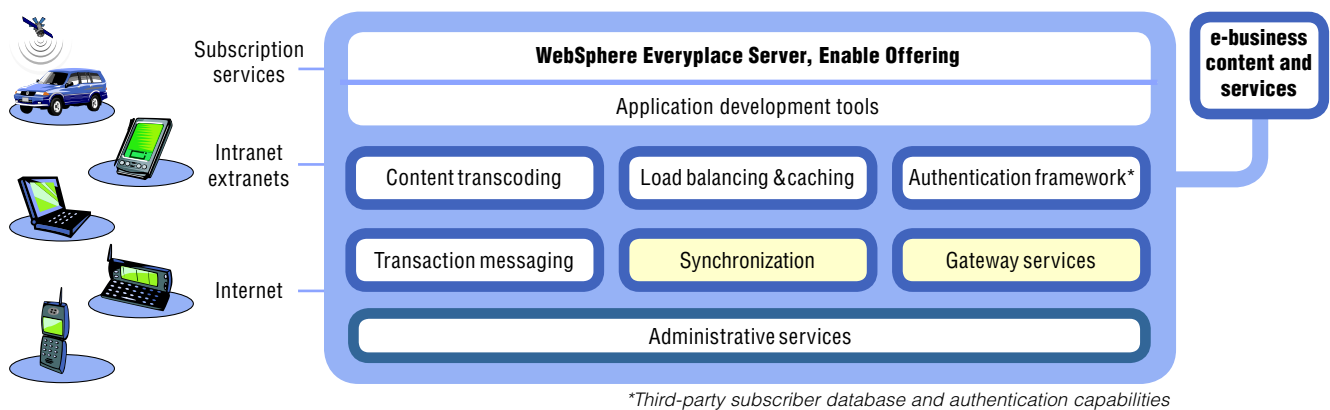 Subscription
services
WebSphere Everyplace Server, Enable Offering
e-business
content and
services
Application development tools
Intranet
extranets
Content transcoding
Load balancing & caching
Authentication framework*
Transaction messaging
Synchronization
Gateway services
Internet
Administrative services
*Third-party subscriber database and authentication capabilities